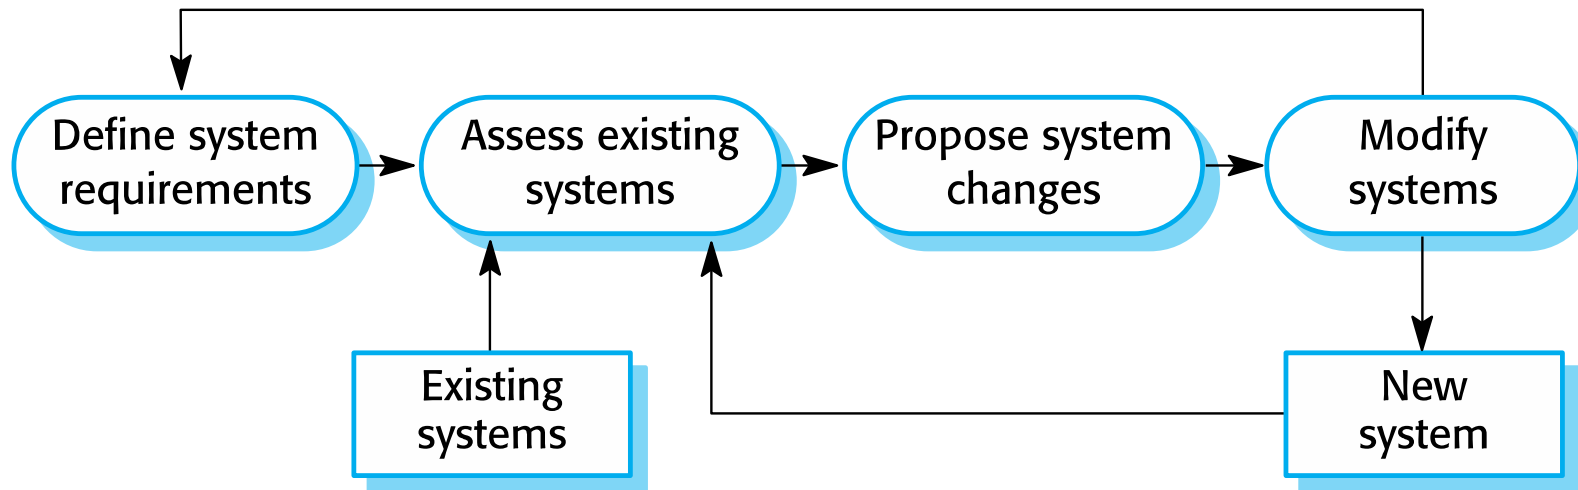 Define system
requirements
Assess existing
systems
Propose system
changes
Modify
systems
Existing
systems
New
system